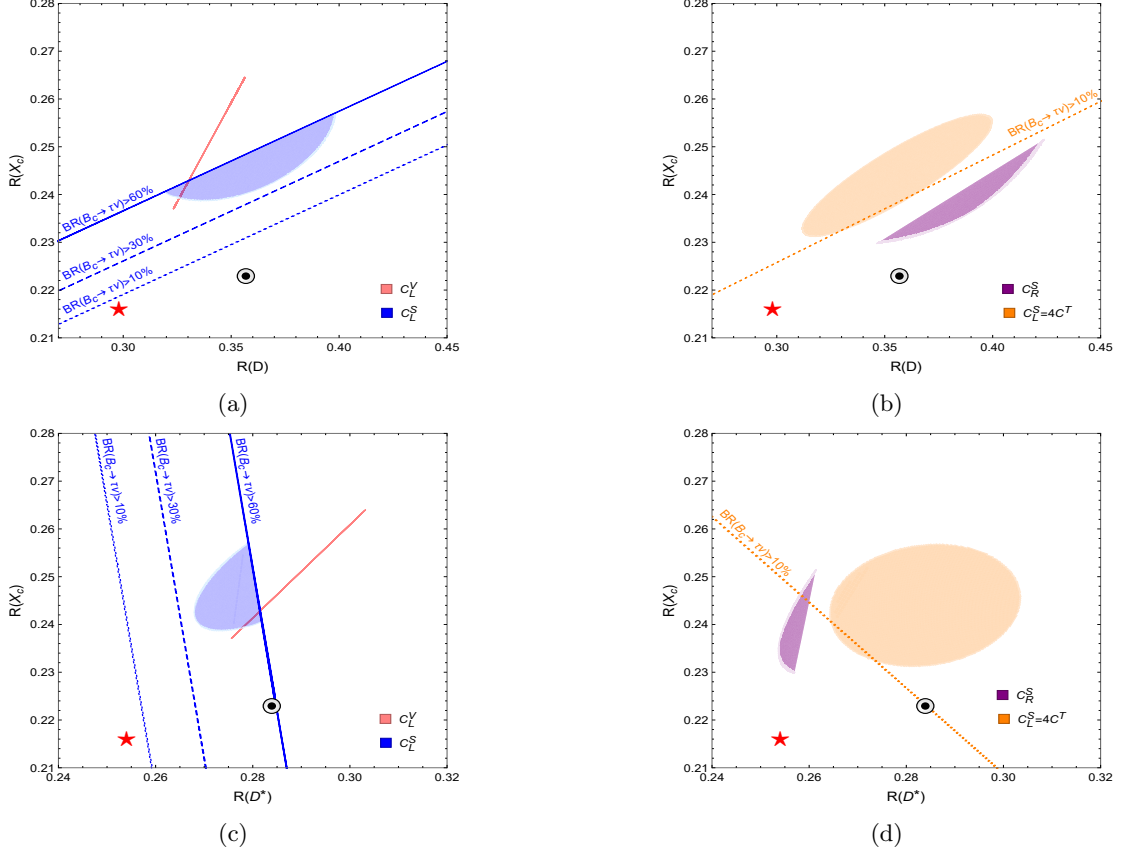 0.28
0.27
0.26
0.25
0.24
0.23
0.22
0.21
R(X_c)
BR(B_c→τν)>60%
BR(B_c→τν)>30%
BR(B_c→τν)>10%
C_L^V
C_L^S
0.30 0.35 0.40 0.45
R(D)
(a)
0.28
0.27
0.26
0.25
0.24
0.23
0.22
0.21
R(X_c)
BR(B_c→τν)>10%
C_R^S
C_L^S=4C^T
0.30 0.35 0.40 0.45
R(D)
(b)
0.28
0.27
0.26
0.25
0.24
0.23
0.22
0.21
R(X_c)
BR(B_c→τν)>10%
BR(B_c→τν)>30%
BR(B_c→τν)>60%
C_L^V
C_L^S
0.24 0.26 0.28 0.30 0.32
R(D*)
(c)
0.28
0.27
0.26
0.25
0.24
0.23
0.22
0.21
R(X_c)
BR(B_c→τν)>10%
C_R^S
C_L^S=4C^T
0.24 0.26 0.28 0.30 0.32
R(D*)
(d)